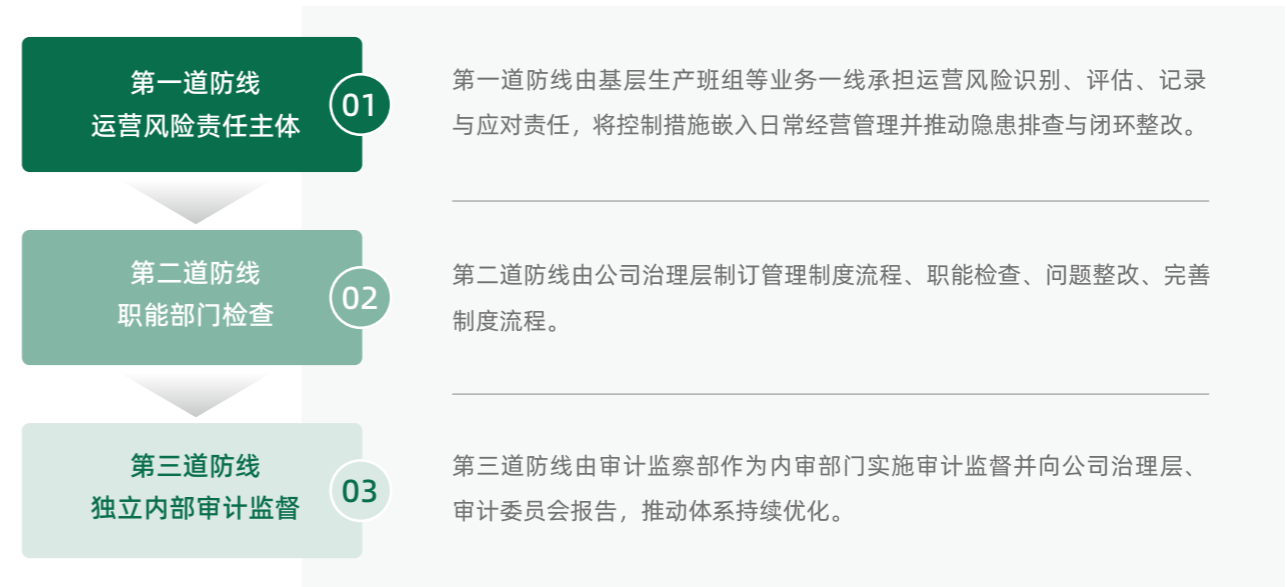 第一道防线
运营风险责任主体
01
第一道防线由基层生产班组等业务一线承担运营风险识别、评估、记录
与应对责任，将控制措施嵌入日常经营管理并推动隐患排查与闭环整改。
第二道防线
职能部门检查
02
第二道防线由公司治理层制订管理制度流程、职能检查、问题整改、完善
制度流程。
第三道防线
独立内部审计监督
03
第三道防线由审计监察部作为内审部门实施审计监督并向公司治理层、
审计委员会报告，推动体系持续优化。